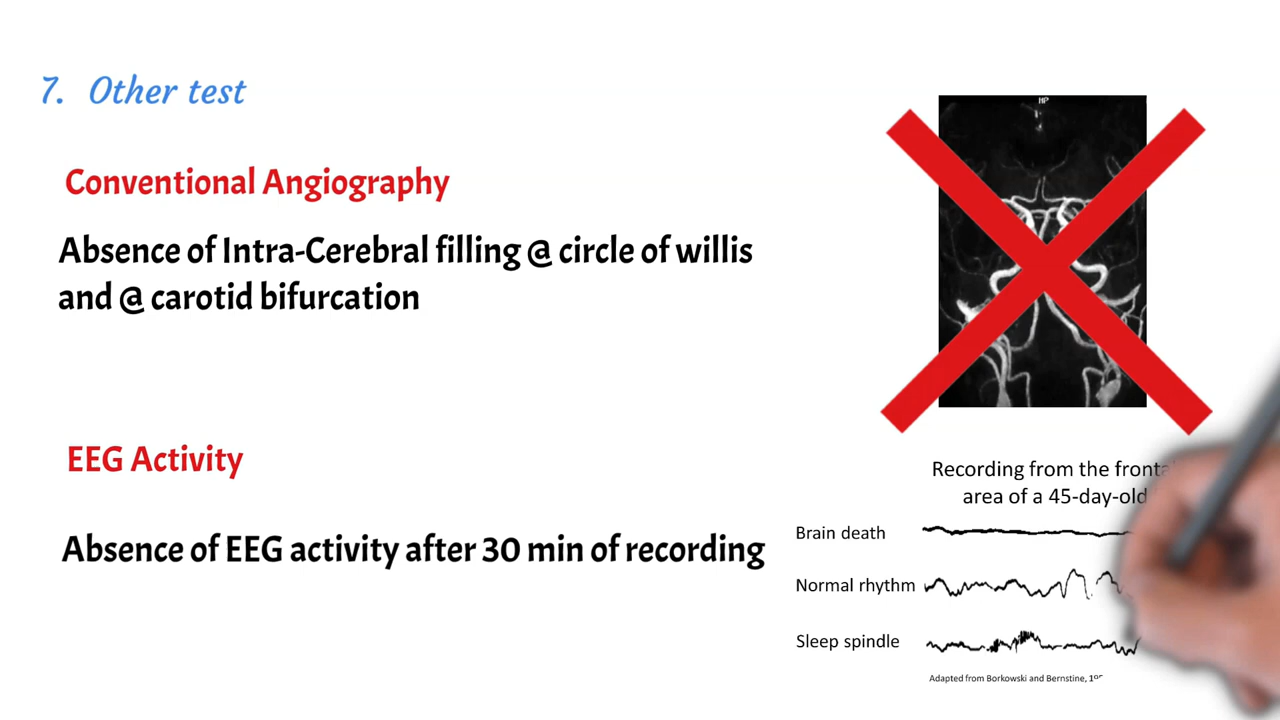 7. Other test
Conventional Angiography
Absence of Intra-Cerebral filling @ circle of willis
and @ carotid bifurcation
EEG Activity
Absence of EEG activity after 30 min of recording
MP
Recording from the
area of a 45-day-old
Brain death
Normal rhythm
Sleep spindle
Adapted from Borkowski and Bernstine,